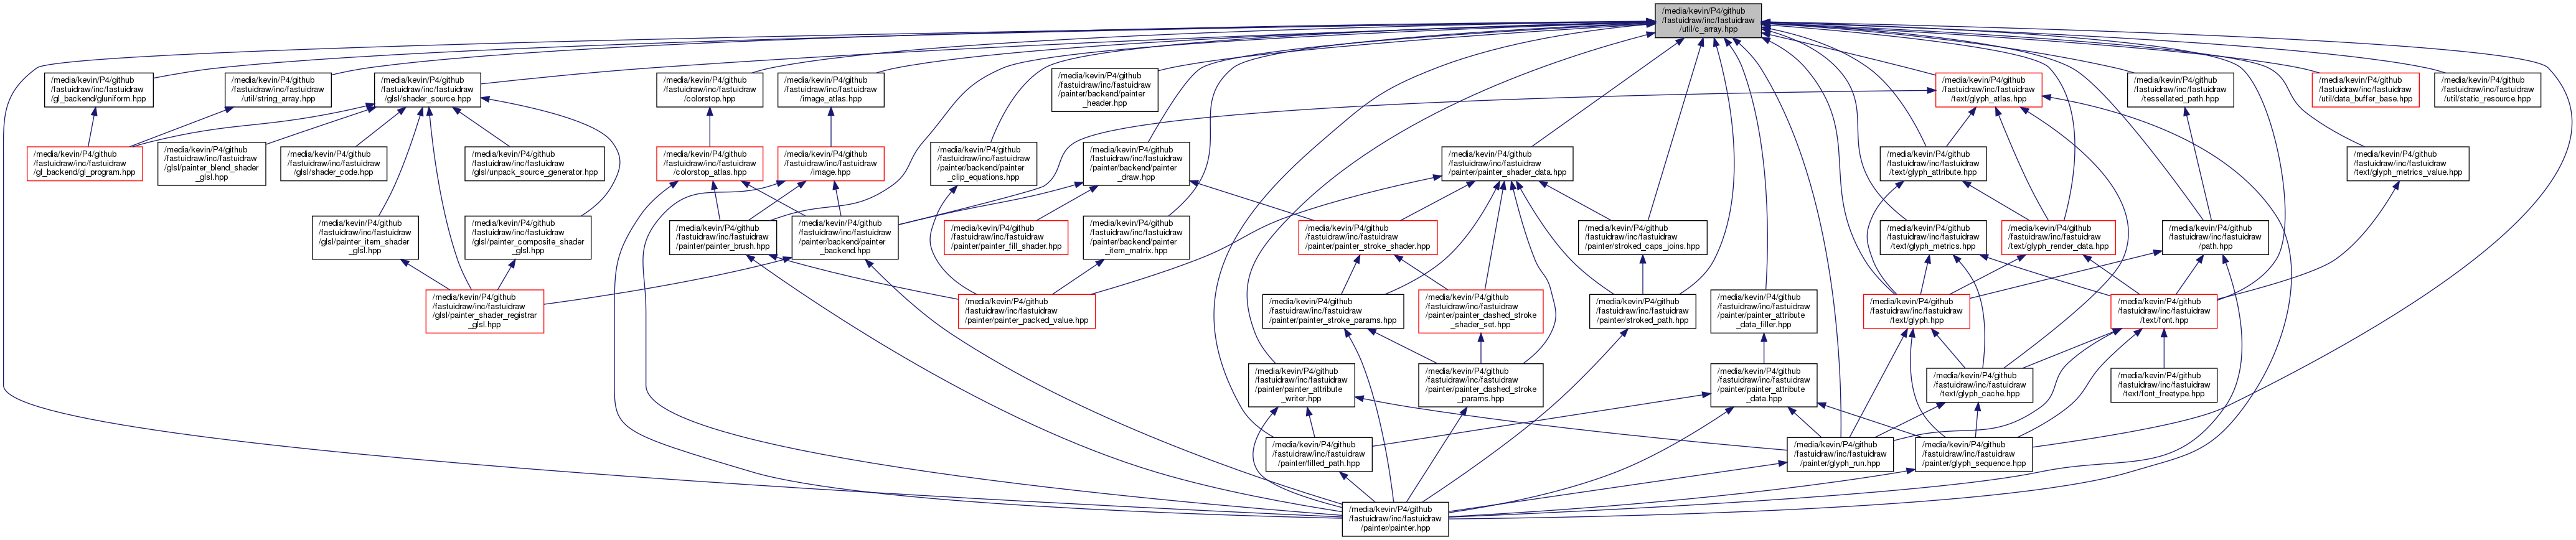 /media/kevin/P4/github
/fastuidraw/inc/fastuidraw
/util/c_array.hpp
/media/kevin/P4/github
/fastuidraw/inc/fastuidraw
/gl_backend/gluniform.hpp
/media/kevin/P4/github
/fastuidraw/inc/fastuidraw
/util/string_array.hpp
/media/kevin/P4/github
/fastuidraw/inc/fastuidraw
/glsl/shader_source.hpp
/media/kevin/P4/github
/fastuidraw/inc/fastuidraw
/colorstop.hpp
/media/kevin/P4/github
/fastuidraw/inc/fastuidraw
/image_atlas.hpp
/media/kevin/P4/github
/fastuidraw/inc/fastuidraw
/painter/backend/painter
_header.hpp
/media/kevin/P4/github
/fastuidraw/inc/fastuidraw
/text/glyph_atlas.hpp
/media/kevin/P4/github
/fastuidraw/inc/fastuidraw
/tessellated_path.hpp
/media/kevin/P4/github
/fastuidraw/inc/fastuidraw
/util/data_buffer_base.hpp
/media/kevin/P4/github
/fastuidraw/inc/fastuidraw
/util/static_resource.hpp
/media/kevin/P4/github
/fastuidraw/inc/fastuidraw
/gl_backend/gl_program.hpp
/media/kevin/P4/github
/fastuidraw/inc/fastuidraw
/glsl/painter_blend_shader
_glsl.hpp
/media/kevin/P4/github
/fastuidraw/inc/fastuidraw
/glsl/shader_code.hpp
/media/kevin/P4/github
/fastuidraw/inc/fastuidraw
/glsl/unpack_source_generator.hpp
/media/kevin/P4/github
/fastuidraw/inc/fastuidraw
/colorstop_atlas.hpp
/media/kevin/P4/github
/fastuidraw/inc/fastuidraw
/image.hpp
/media/kevin/P4/github
/fastuidraw/inc/fastuidraw
/painter/backend/painter
_clip_equations.hpp
/media/kevin/P4/github
/fastuidraw/inc/fastuidraw
/painter/backend/painter
_draw.hpp
/media/kevin/P4/github
/fastuidraw/inc/fastuidraw
/painter/painter_shader_data.hpp
/media/kevin/P4/github
/fastuidraw/inc/fastuidraw
/text/glyph_attribute.hpp
/media/kevin/P4/github
/fastuidraw/inc/fastuidraw
/text/glyph_metrics_value.hpp
/media/kevin/P4/github
/fastuidraw/inc/fastuidraw
/glsl/painter_item_shader
_glsl.hpp
/media/kevin/P4/github
/fastuidraw/inc/fastuidraw
/glsl/painter_composite_shader
_glsl.hpp
/media/kevin/P4/github
/fastuidraw/inc/fastuidraw
/painter/painter_brush.hpp
/media/kevin/P4/github
/fastuidraw/inc/fastuidraw
/painter/backend/painter
_backend.hpp
/media/kevin/P4/github
/fastuidraw/inc/fastuidraw
/painter/painter_fill_shader.hpp
/media/kevin/P4/github
/fastuidraw/inc/fastuidraw
/painter/backend/painter
_item_matrix.hpp
/media/kevin/P4/github
/fastuidraw/inc/fastuidraw
/painter/painter_stroke_shader.hpp
/media/kevin/P4/github
/fastuidraw/inc/fastuidraw
/painter/stroked_caps_joins.hpp
/media/kevin/P4/github
/fastuidraw/inc/fastuidraw
/text/glyph_metrics.hpp
/media/kevin/P4/github
/fastuidraw/inc/fastuidraw
/text/glyph_render_data.hpp
/media/kevin/P4/github
/fastuidraw/inc/fastuidraw
/path.hpp
/media/kevin/P4/github
/fastuidraw/inc/fastuidraw
/glsl/painter_shader_registrar
_glsl.hpp
/media/kevin/P4/github
/fastuidraw/inc/fastuidraw
/painter/painter_packed_value.hpp
/media/kevin/P4/github
/fastuidraw/inc/fastuidraw
/painter/painter_stroke_params.hpp
/media/kevin/P4/github
/fastuidraw/inc/fastuidraw
/painter/painter_dashed_stroke
_shader_set.hpp
/media/kevin/P4/github
/fastuidraw/inc/fastuidraw
/painter/stroked_path.hpp
/media/kevin/P4/github
/fastuidraw/inc/fastuidraw
/painter/painter_attribute
_data_filler.hpp
/media/kevin/P4/github
/fastuidraw/inc/fastuidraw
/text/glyph.hpp
/media/kevin/P4/github
/fastuidraw/inc/fastuidraw
/text/font.hpp
/media/kevin/P4/github
/fastuidraw/inc/fastuidraw
/painter/painter_attribute
_writer.hpp
/media/kevin/P4/github
/fastuidraw/inc/fastuidraw
/painter/painter_dashed_stroke
_params.hpp
/media/kevin/P4/github
/fastuidraw/inc/fastuidraw
/painter/painter_attribute
_data.hpp
/media/kevin/P4/github
/fastuidraw/inc/fastuidraw
/text/glyph_cache.hpp
/media/kevin/P4/github
/fastuidraw/inc/fastuidraw
/text/font_freetype.hpp
/media/kevin/P4/github
/fastuidraw/inc/fastuidraw
/painter/filled_path.hpp
/media/kevin/P4/github
/fastuidraw/inc/fastuidraw
/painter/glyph_run.hpp
/media/kevin/P4/github
/fastuidraw/inc/fastuidraw
/painter/glyph_sequence.hpp
/media/kevin/P4/github
/fastuidraw/inc/fastuidraw
/painter/painter.hpp